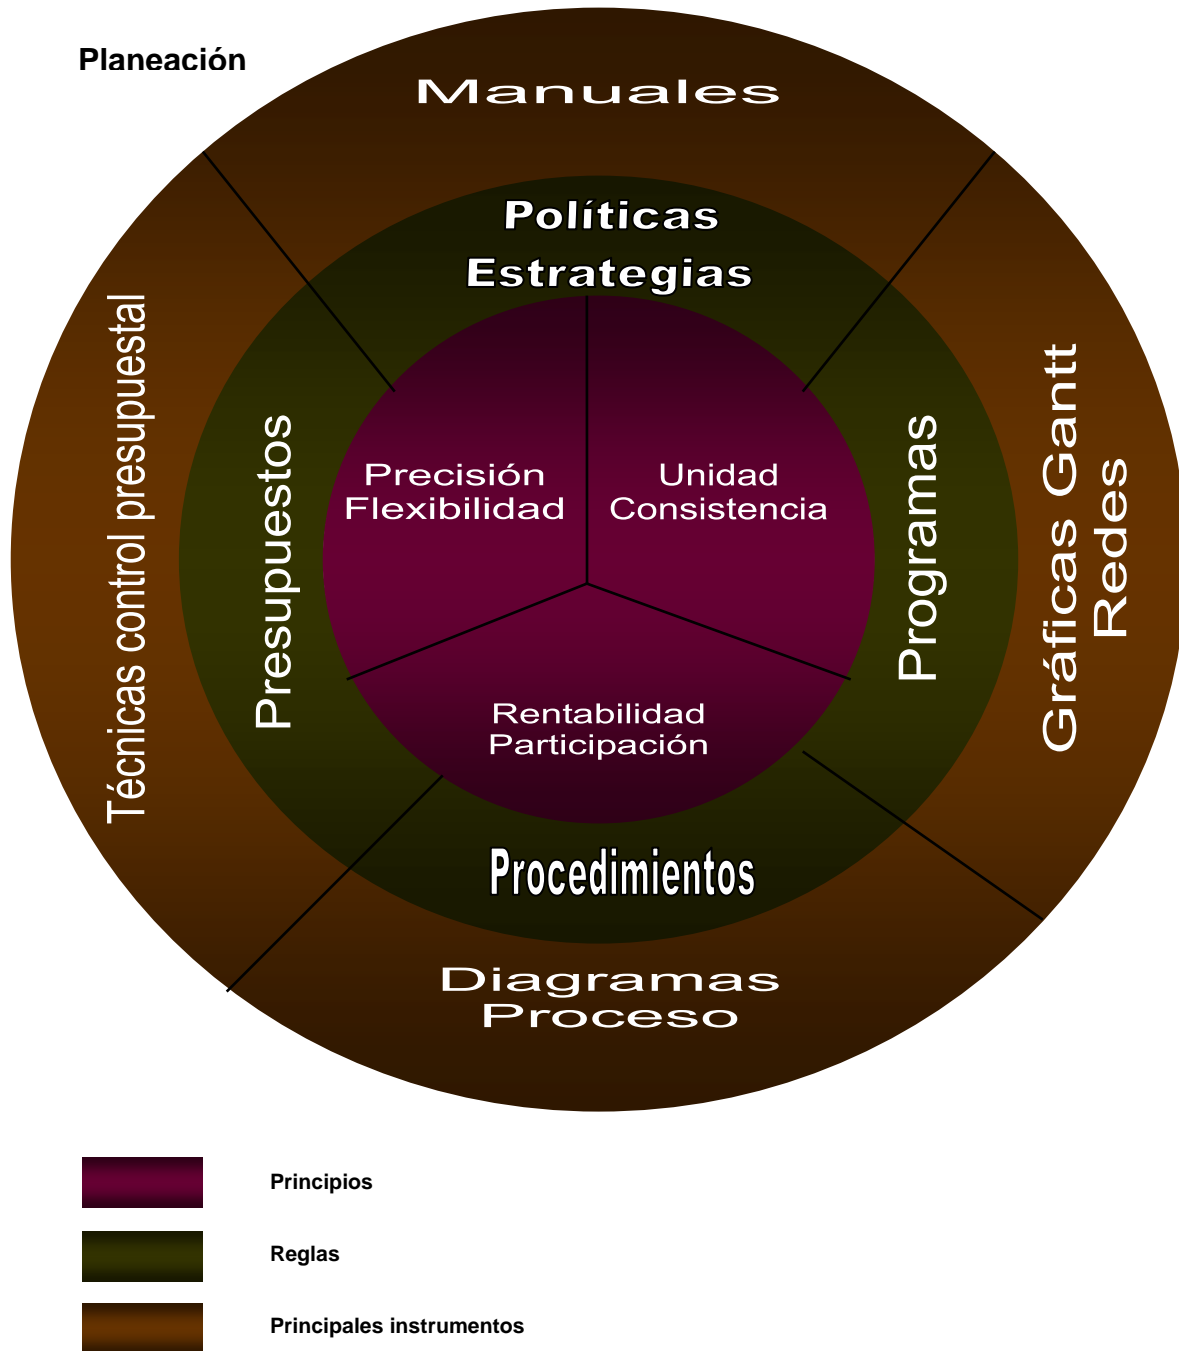 Planeación
Manuales
Políticas
Estrategias
Técnicas control presupuestal
Presupuestos
Precisión
Flexibilidad
Unidad
Consistencia
Programas
Gráficas Gantt
Redes
Rentabilidad
Participación
Procedimientos
Diagramas
Proceso
Principios
Reglas
Principales instrumentos